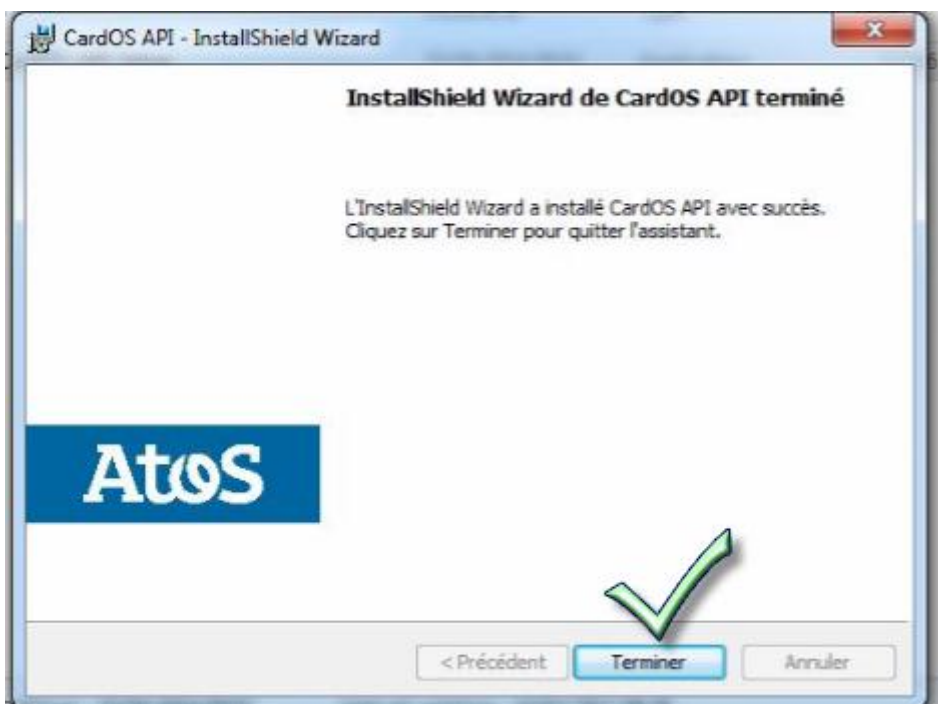 CardOS API - InstallShield Wizard
InstallShield Wizard de CardOS API terminé
L'InstallShield Wizard a installé CardOS API avec succès.
Cliquez sur Terminer pour quitter l'assistant.
Atos
< Précédent
Terminer
Annuler